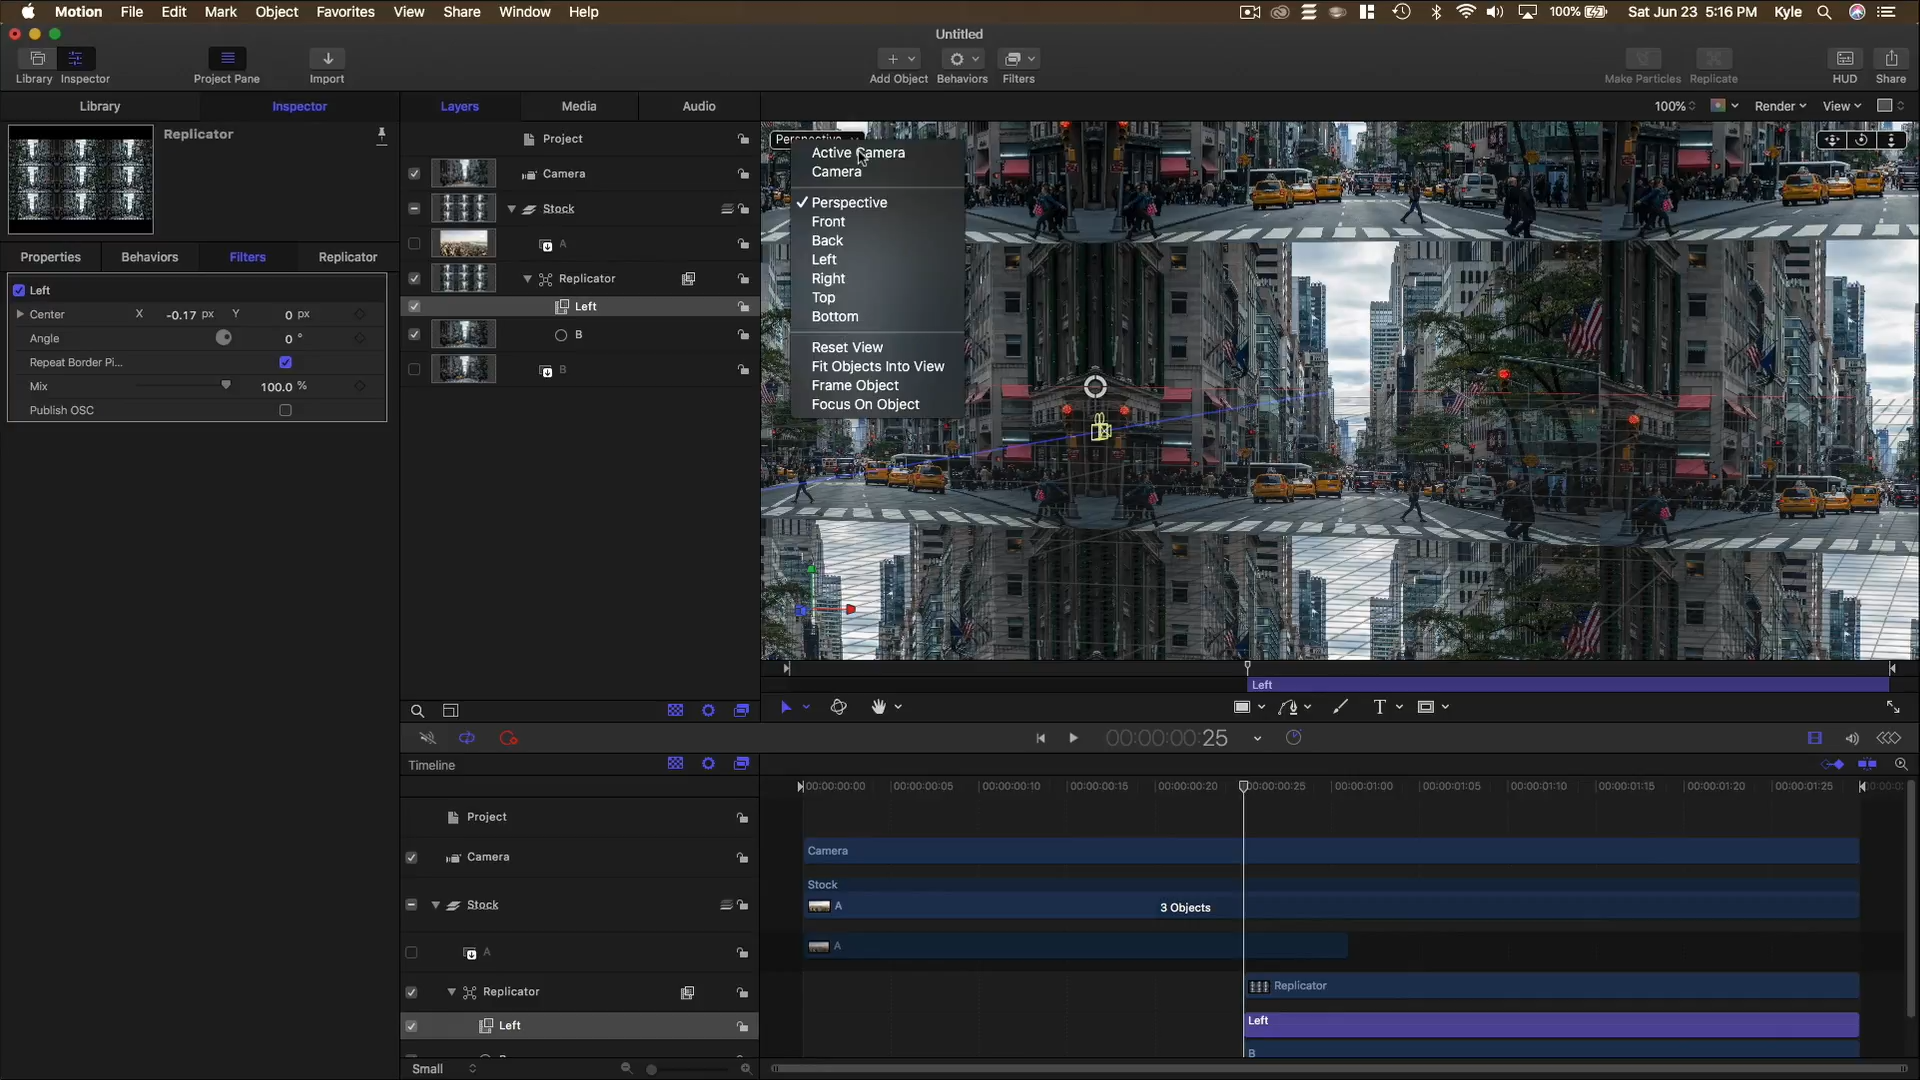 Motion File Edit Mark Object Favorites View Share Window Help 100% Sat Jun 23 5:16 PM Kyle
Untitled
Library Inspector Project Pane Import Add Object Behaviors Filters Make Particles Replicate HUD Share
Library Inspector Layers Media Audio 100% Render View
Replicator
Properties Behaviors Filters Replicator
Left
Center X -0.17 px Y 0 px
Angle 0 °
Repeat Border Pi...
Mix 100.0 %
Publish OSC
Project
Camera
Stock
A
Replicator
Left
B
B
Perspective
Active Camera
Camera
Perspective
Front
Back
Left
Right
Top
Bottom
Reset View
Fit Objects Into View
Frame Object
Focus On Object
Left
T
00:00:00:25
Timeline
00:00:00:00 00:00:00:05 00:00:00:10 00:00:00:15 00:00:00:20 00:00:00:25 00:00:01:00 00:00:01:05 00:00:01:10 00:00:01:15 00:00:01:20 00:00:01:25
Project
Camera
Stock
A
Replicator
Left
Camera
Stock
A
3 Objects
A
Replicator
Left
B
Small